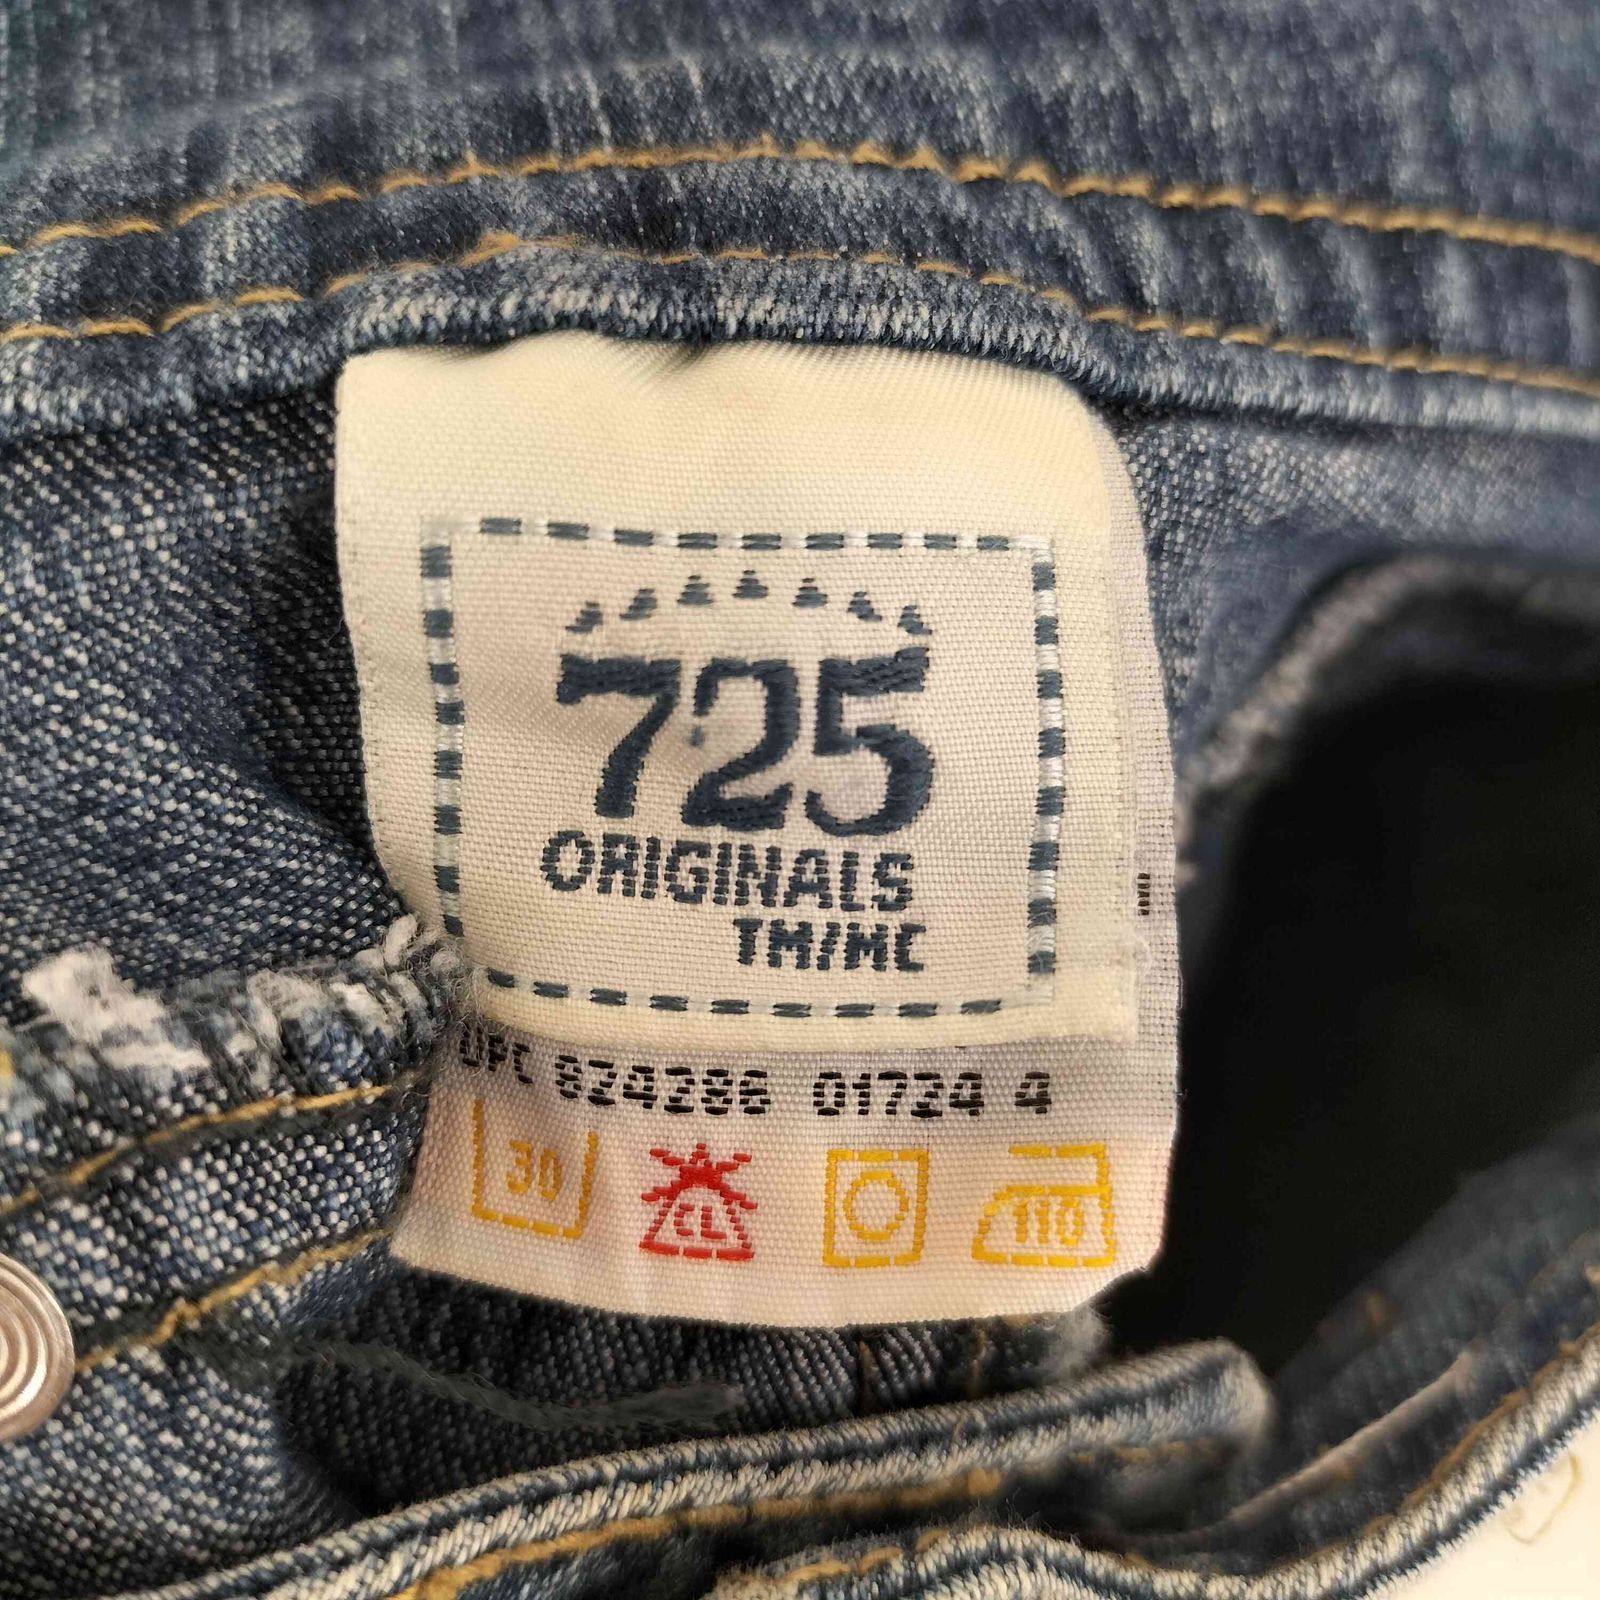 725
ORIGINALS
TM/MC
UPC 824286 01724 4
30
CL
110